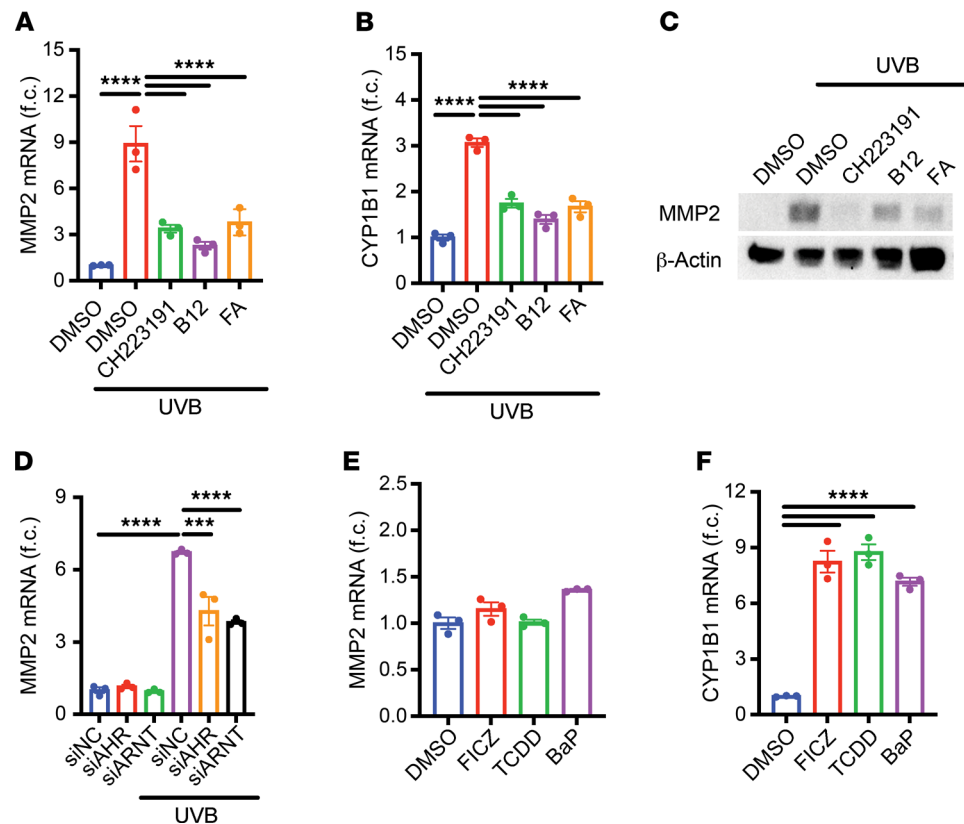 A
MMP2 mRNA (f.c.)
15
12
9
6
3
0
****
****
DMSO
DMSO
CH223191
B12
FA
UVB
B
CYP1B1 mRNA (f.c.)
5
4
3
2
1
0
****
****
DMSO
DMSO
CH223191
B12
FA
UVB
C
UVB
DMSO
DMSO
CH223191
B12
FA
MMP2
β-Actin
D
MMP2 mRNA (f.c.)
9
6
3
0
****
****
***
siNC
siAHR
siARNT
siNC
siAHR
siARNT
UVB
E
MMP2 mRNA (f.c.)
2.5
2.0
1.5
1.0
0.5
0.0
DMSO
FICZ
TCDD
BaP
F
CYP1B1 mRNA (f.c.)
12
9
6
3
0
****
DMSO
FICZ
TCDD
BaP